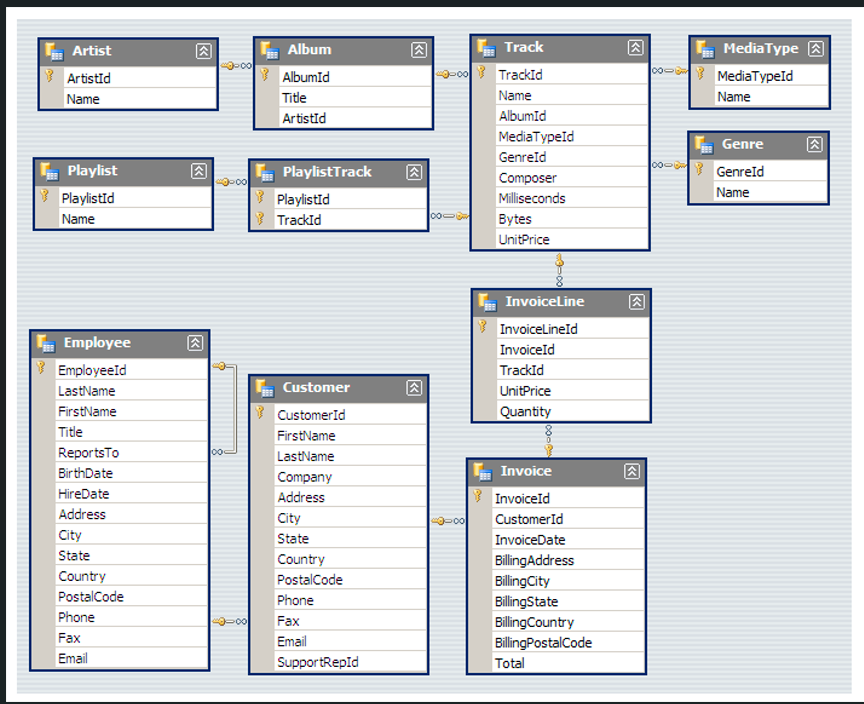 Artist
ArtistId
Name
Album
AlbumId
Title
ArtistId
Track
TrackId
Name
AlbumId
MediaTypeId
GenreId
Composer
Milliseconds
Bytes
UnitPrice
MediaType
MediaTypeId
Name
Genre
GenreId
Name
Playlist
PlaylistId
Name
PlaylistTrack
PlaylistId
TrackId
InvoiceLine
InvoiceLineId
InvoiceId
TrackId
UnitPrice
Quantity
Employee
EmployeeId
LastName
FirstName
Title
ReportsTo
BirthDate
HireDate
Address
City
State
Country
PostalCode
Phone
Fax
Email
Customer
CustomerId
FirstName
LastName
Company
Address
City
State
Country
PostalCode
Phone
Fax
Email
SupportRepId
Invoice
InvoiceId
CustomerId
InvoiceDate
BillingAddress
BillingCity
BillingState
BillingCountry
BillingPostalCode
Total